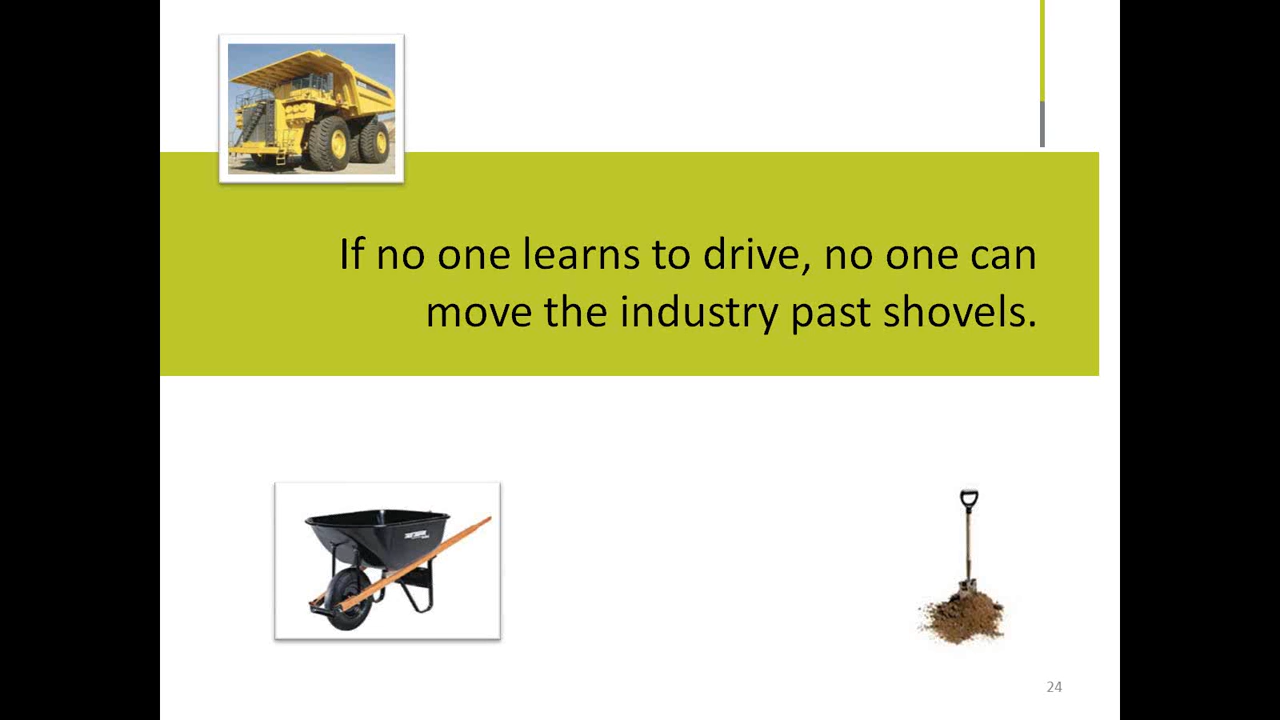 If no one learns to drive, no one can
move the industry past shovels.
24